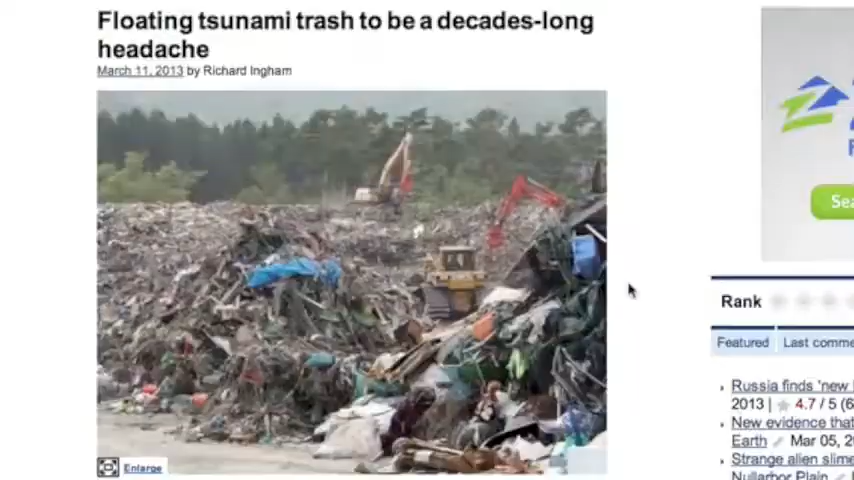 Floating tsunami trash to be a decades-long
headache
March 11, 2013 by Richard Ingham
Enlarge
Rank
Featured
Last comme
Russia finds 'new
2013 | 4.7 / 5 (6
New evidence that
Earth Mar 05, 2
Strange alien slime
Nullarbor Plain